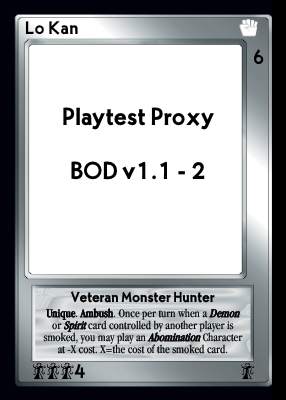 Lo Kan
6
Playtest Proxy
BOD v1.1 - 2
Veteran Monster Hunter
Unique. Ambush. Once per turn when a Demon
or Spirit card controlled by another player is
smoked, you may play an Abomination Character
at -X cost. X=the cost of the smoked card.
4